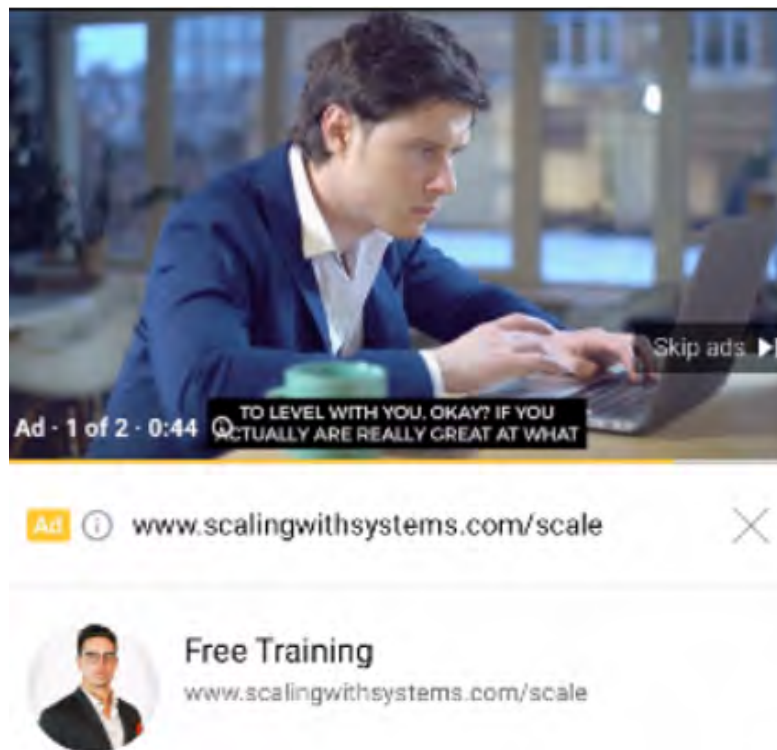 Skip ads
TO LEVEL WITH YOU. OKAY? IF YOU
Ad · 1 of 2 · 0:44
ACTUALLY ARE REALLY GREAT AT WHAT
Ad www.scalingwithsystems.com/scale
Free Training
www.scalingwithsystems.com/scale